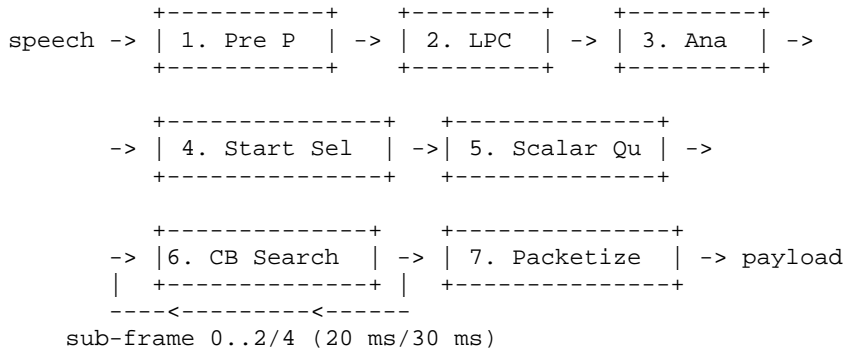 +-----------+    +---------+    +---------+
speech -> | 1. Pre P  | -> | 2. LPC  | -> | 3. Ana  | ->
+-----------+    +---------+    +---------+
+---------------+   +--------------+
-> | 4. Start Sel  | ->| 5. Scalar Qu | ->
+---------------+   +--------------+
+--------------+    +---------------+
-> |6. CB Search  | -> | 7. Packetize  | -> payload
|  +--------------+ |  +---------------+
----<---------<------
sub-frame 0..2/4 (20 ms/30 ms)